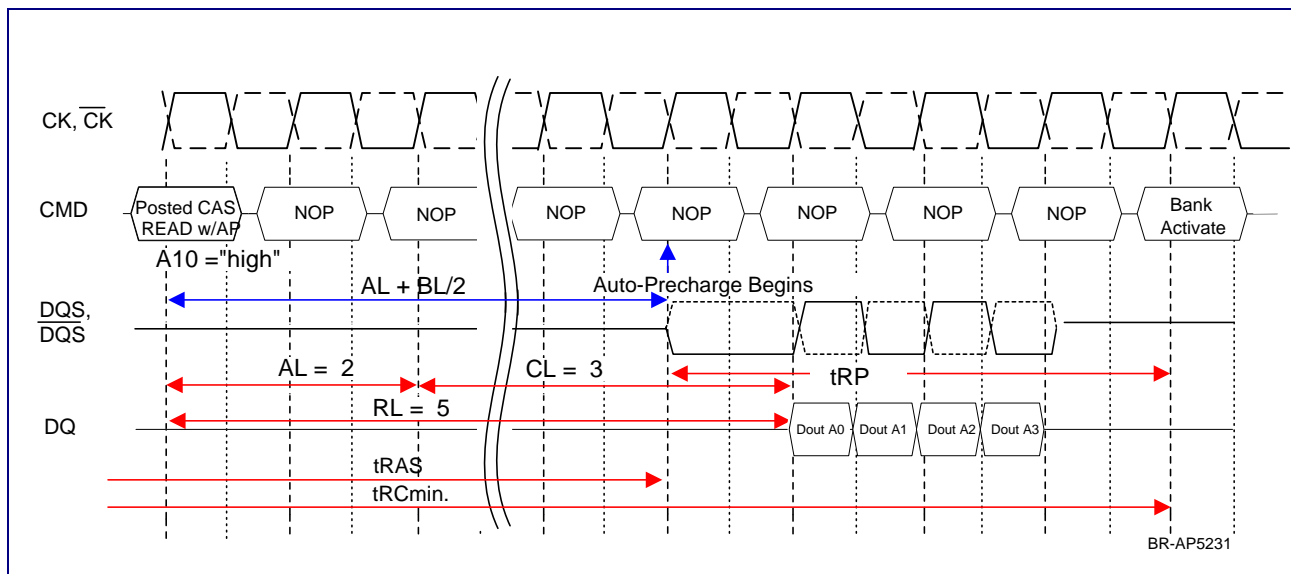 CK, CK
CMD
Posted CAS
READ w/AP
NOP
NOP
NOP
NOP
NOP
NOP
NOP
Bank
Activate
A10 ="high"
AL + BL/2
Auto-Precharge Begins
DQS,
DQS
AL = 2
CL = 3
tRP
RL = 5
DQ
Dout A0
Dout A1
Dout A2
Dout A3
tRAS
tRCmin.
BR-AP5231